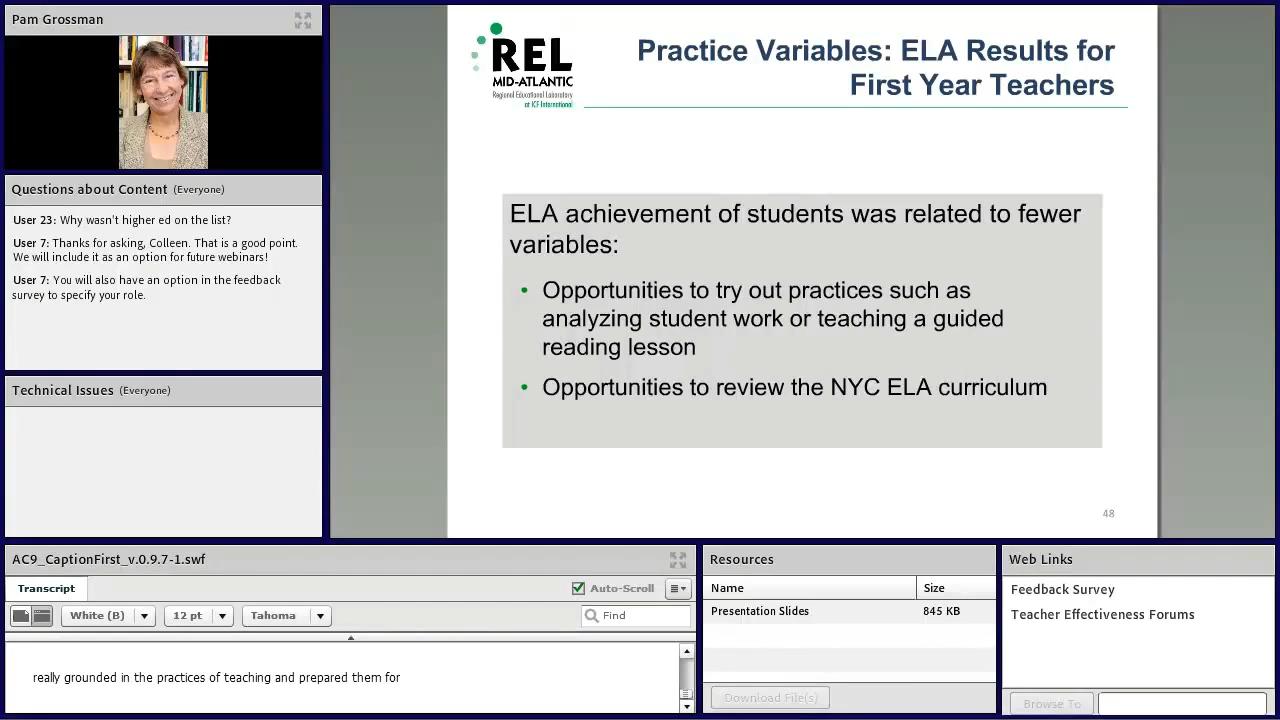 Pam Grossman
Questions about Content (Everyone)
User 23: Why wasn't higher ed on the list?
User 7: Thanks for asking, Colleen. That is a good point.
We will include it as an option for future webinars!
User 7: You will also have an option in the feedback
survey to specify your role.
Technical Issues (Everyone)
REL
MID-ATLANTIC
Regional Educational Laboratory
at ICF International
Practice Variables: ELA Results for
First Year Teachers
ELA achievement of students was related to fewer
variables:
• Opportunities to try out practices such as
analyzing student work or teaching a guided
reading lesson
• Opportunities to review the NYC ELA curriculum
48
AC9_CaptionFirst_v.0.9.7-1.swf
Transcript
Auto-Scroll
White (B)
12 pt
Tahoma
Find
really grounded in the practices of teaching and prepared them for
Resources
Name Size
Presentation Slides 845 KB
Download File(s)
Web Links
Feedback Survey
Teacher Effectiveness Forums
Browse To